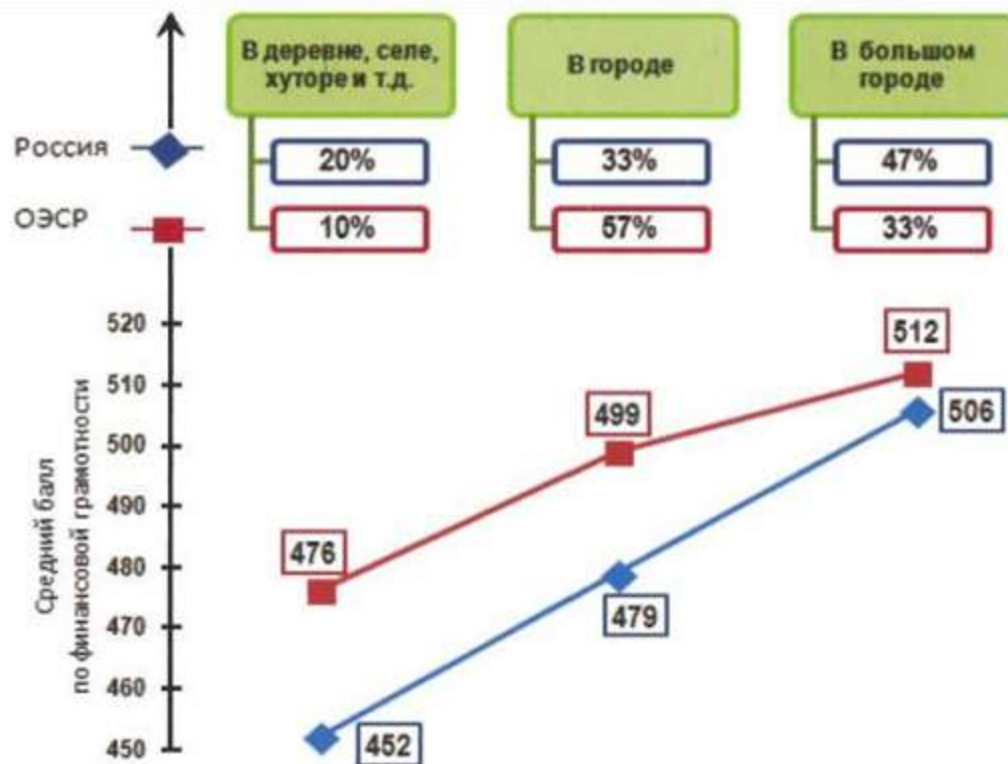 В деревне, селе,
хуторе и т.д.
В городе
В большом
городе
Россия
20%
33%
47%
ОЭСР
10%
57%
33%
Средний балл
по финансовой грамотности
520
510
500
490
480
470
460
450
476
499
512
452
479
506